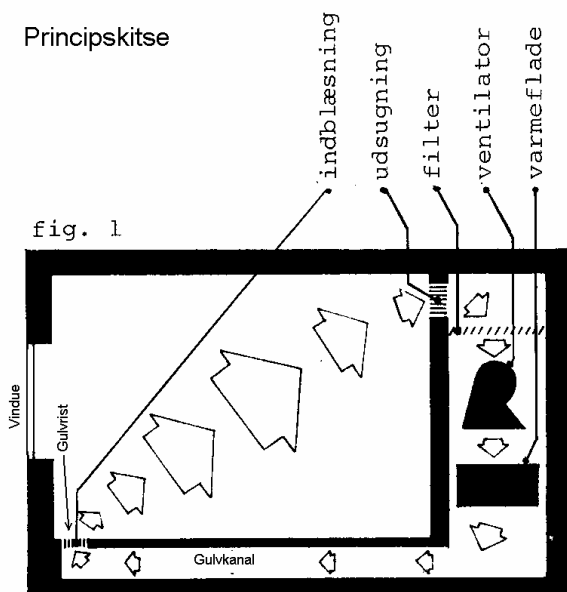 Principskitse
indblæsning
udsugning
filter
ventilator
varmeflade
fig. 1
Vindue
Gulvrist
Gulvkanal